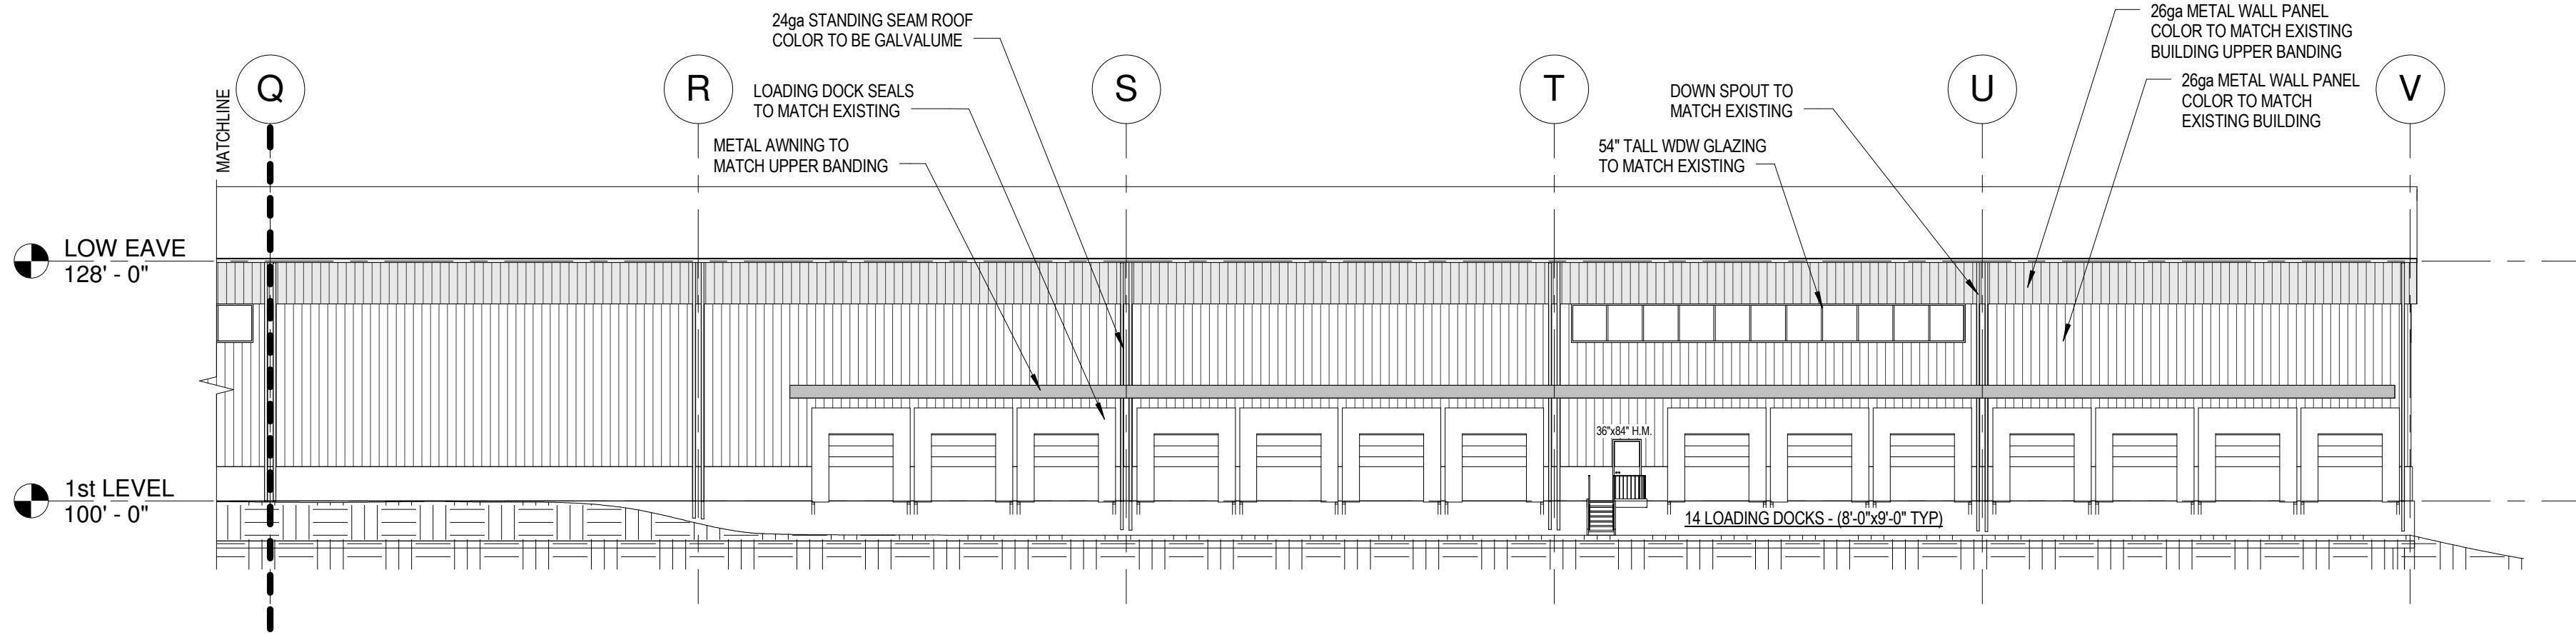 24ga STANDING SEAM ROOF
COLOR TO BE GALVALUME
26ga METAL WALL PANEL
COLOR TO MATCH EXISTING
BUILDING UPPER BANDING
MATCHLINE
Q
R
S
T
U
V
LOADING DOCK SEALS
TO MATCH EXISTING
DOWN SPOUT TO
MATCH EXISTING
26ga METAL WALL PANEL
COLOR TO MATCH
EXISTING BUILDING
METAL AWNING TO
MATCH UPPER BANDING
54" TALL WDW GLAZING
TO MATCH EXISTING
LOW EAVE
128' - 0"
36"x84" H.M.
1st LEVEL
100' - 0"
14 LOADING DOCKS - (8'-0"x9'-0" TYP)